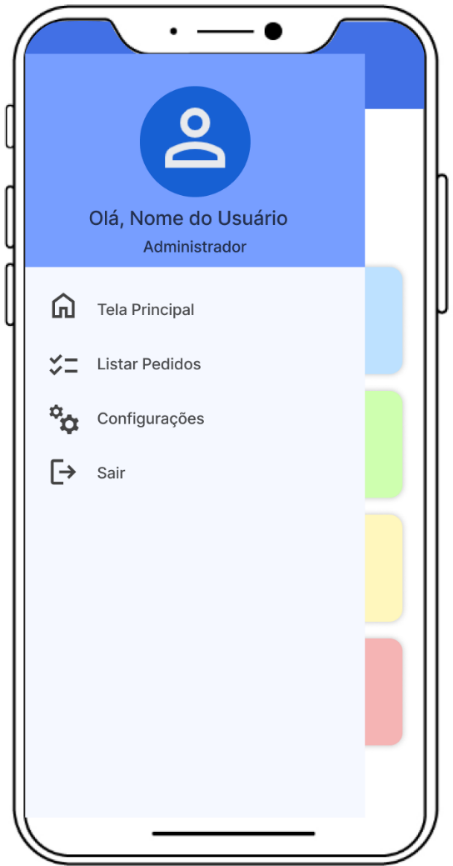 Olá, Nome do Usuário
Administrador
Tela Principal
Listar Pedidos
Configurações
Sair